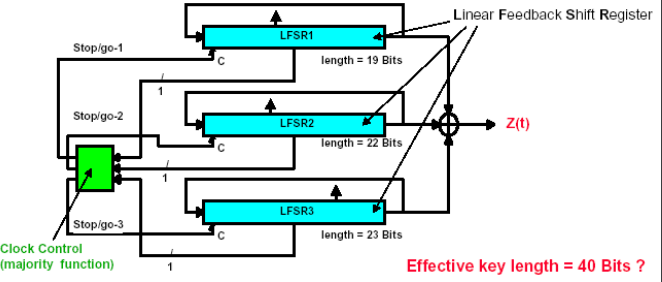 LFSR1
Linear Feedback Shift Register
Stop/go-1
C
length = 19 Bits
1
Stop/go-2
LFSR2
Z(t)
C
length = 22 Bits
1
LFSR3
Stop/go-3
C
length = 23 Bits
Clock Control
(majority function)
1
Effective key length = 40 Bits ?